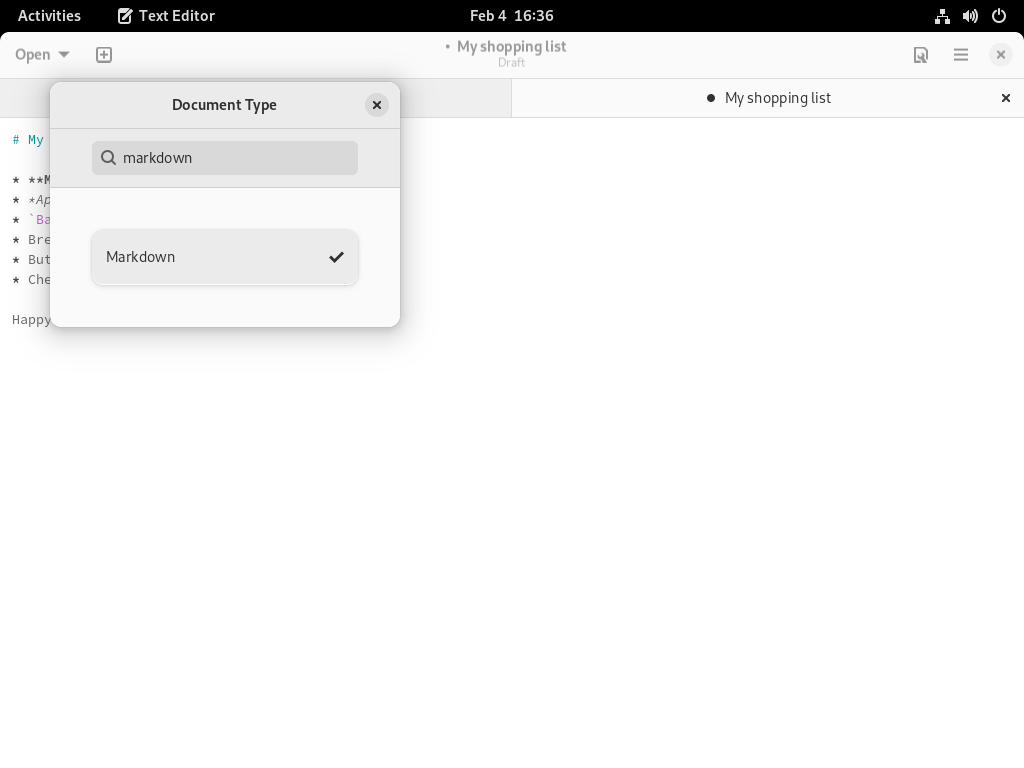 Activities
Text Editor
Feb 4 16:36
Open
• My shopping list
Draft
● My shopping list
Document Type
markdown
Markdown
# My
* **M
* *Ap
* `Ba
* Bre
* But
* Che
Happy